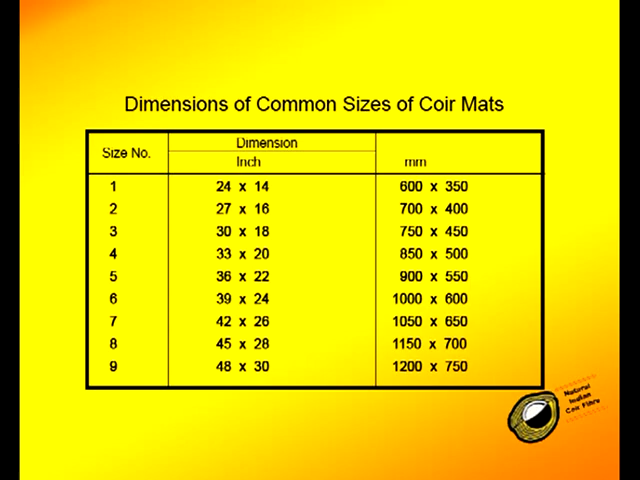 Dimensions of Common Sizes of Coir Mats
Size No. Dimension
Inch mm
1 24 x 14 600 x 350
2 27 x 16 700 x 400
3 30 x 18 750 x 450
4 33 x 20 850 x 500
5 36 x 22 900 x 550
6 39 x 24 1000 x 600
7 42 x 26 1050 x 650
8 45 x 28 1150 x 700
9 48 x 30 1200 x 750
Natural
Indian
Coir Fibre